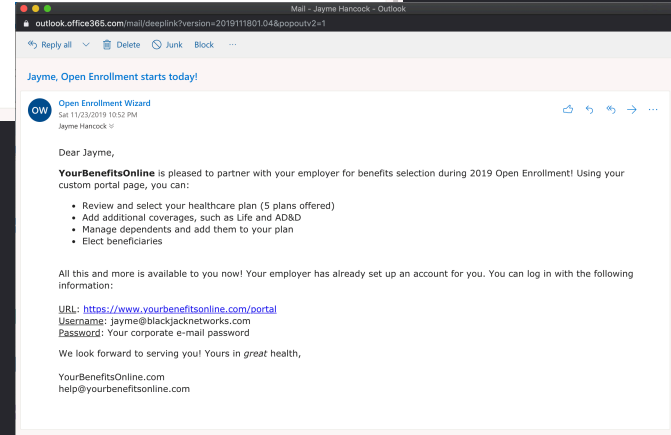 Mail - Jayme Hancock - Outlook
outlook.office365.com/mail/deeplink?version=2019111801.04&popoutv2=1
Reply all Delete Junk Block ...
Jayme, Open Enrollment starts today!
OW
Open Enrollment Wizard
Sat 11/23/2019 10:52 PM
Jayme Hancock
Dear Jayme,
YourBenefitsOnline is pleased to partner with your employer for benefits selection during 2019 Open Enrollment! Using your
custom portal page, you can:
• Review and select your healthcare plan (5 plans offered)
• Add additional coverages, such as Life and AD&D
• Manage dependents and add them to your plan
• Elect beneficiaries
All this and more is available to you now! Your employer has already set up an account for you. You can log in with the following
information:
URL: https://www.yourbenefitsonline.com/portal
Username: jayme@blackjacknetworks.com
Password: Your corporate e-mail password
We look forward to serving you! Yours in great health,
YourBenefitsOnline.com
help@yourbenefitsonline.com